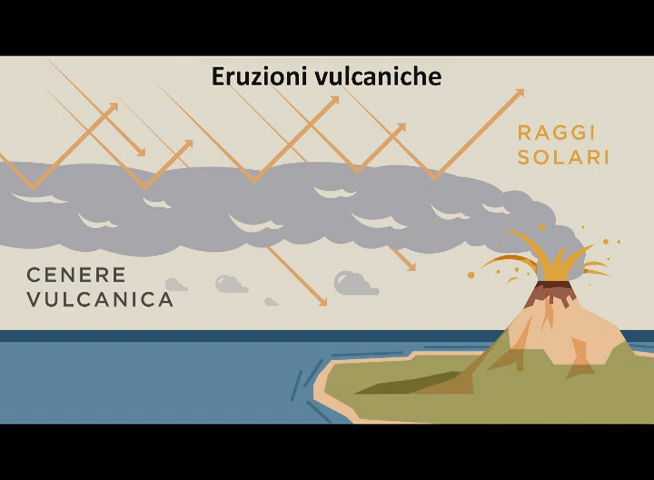 Eruzioni vulcaniche
RAGGI
SOLARI
CENERE
VULCANICA